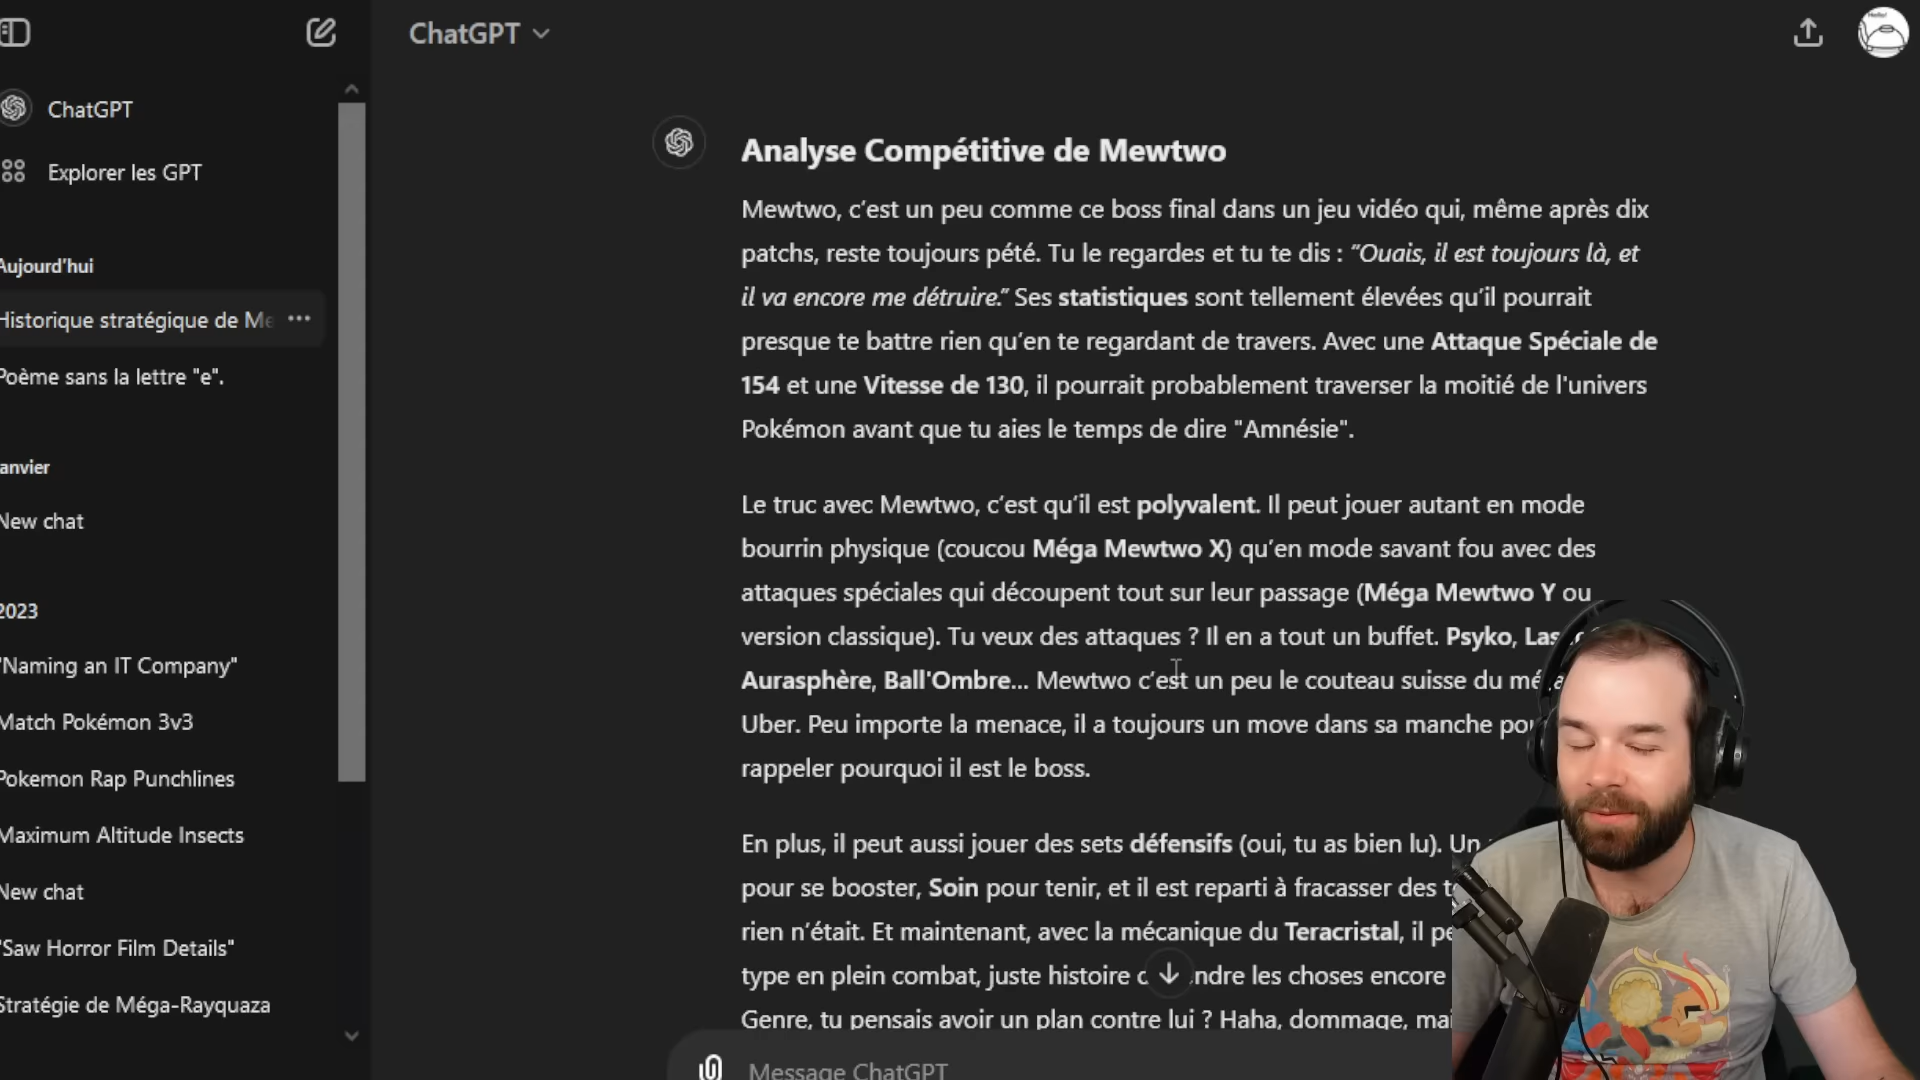 ChatGPT
ChatGPT
Explorer les GPT
Aujourd'hui
Historique stratégique de Me
Poème sans la lettre "e".
anvier
New chat
2023
"Naming an IT Company"
Match Pokémon 3v3
Pokemon Rap Punchlines
Maximum Altitude Insects
New chat
"Saw Horror Film Details"
Stratégie de Méga-Rayquaza
Analyse Compétitive de Mewtwo
Mewtwo, c'est un peu comme ce boss final dans un jeu vidéo qui, même après dix
patchs, reste toujours pété. Tu le regardes et tu te dis : "Ouais, il est toujours là, et
il va encore me détruire." Ses statistiques sont tellement élevées qu'il pourrait
presque te battre rien qu'en te regardant de travers. Avec une Attaque Spéciale de
154 et une Vitesse de 130, il pourrait probablement traverser la moitié de l'univers
Pokémon avant que tu aies le temps de dire "Amnésie".
Le truc avec Mewtwo, c'est qu'il est polyvalent. Il peut jouer autant en mode
bourrin physique (coucou Méga Mewtwo X) qu'en mode savant fou avec des
attaques spéciales qui découpent tout sur leur passage (Méga Mewtwo Y ou
version classique). Tu veux des attaques ? Il en a tout un buffet. Psyko,
Aurasphère, Ball'Ombre... Mewtwo c'est un peu le couteau suisse du
Uber. Peu importe la menace, il a toujours un move dans sa manche
rappeler pourquoi il est le boss.
En plus, il peut aussi jouer des sets défensifs (oui, tu as bien lu). Un
pour se booster, Soin pour tenir, et il est reparti à fracasser des
rien n'était. Et maintenant, avec la mécanique du Teracristal, il
type en plein combat, juste histoire les choses encore
Genre, tu pensais avoir un plan contre lui ? Haha, dommage,
Message ChatGPT